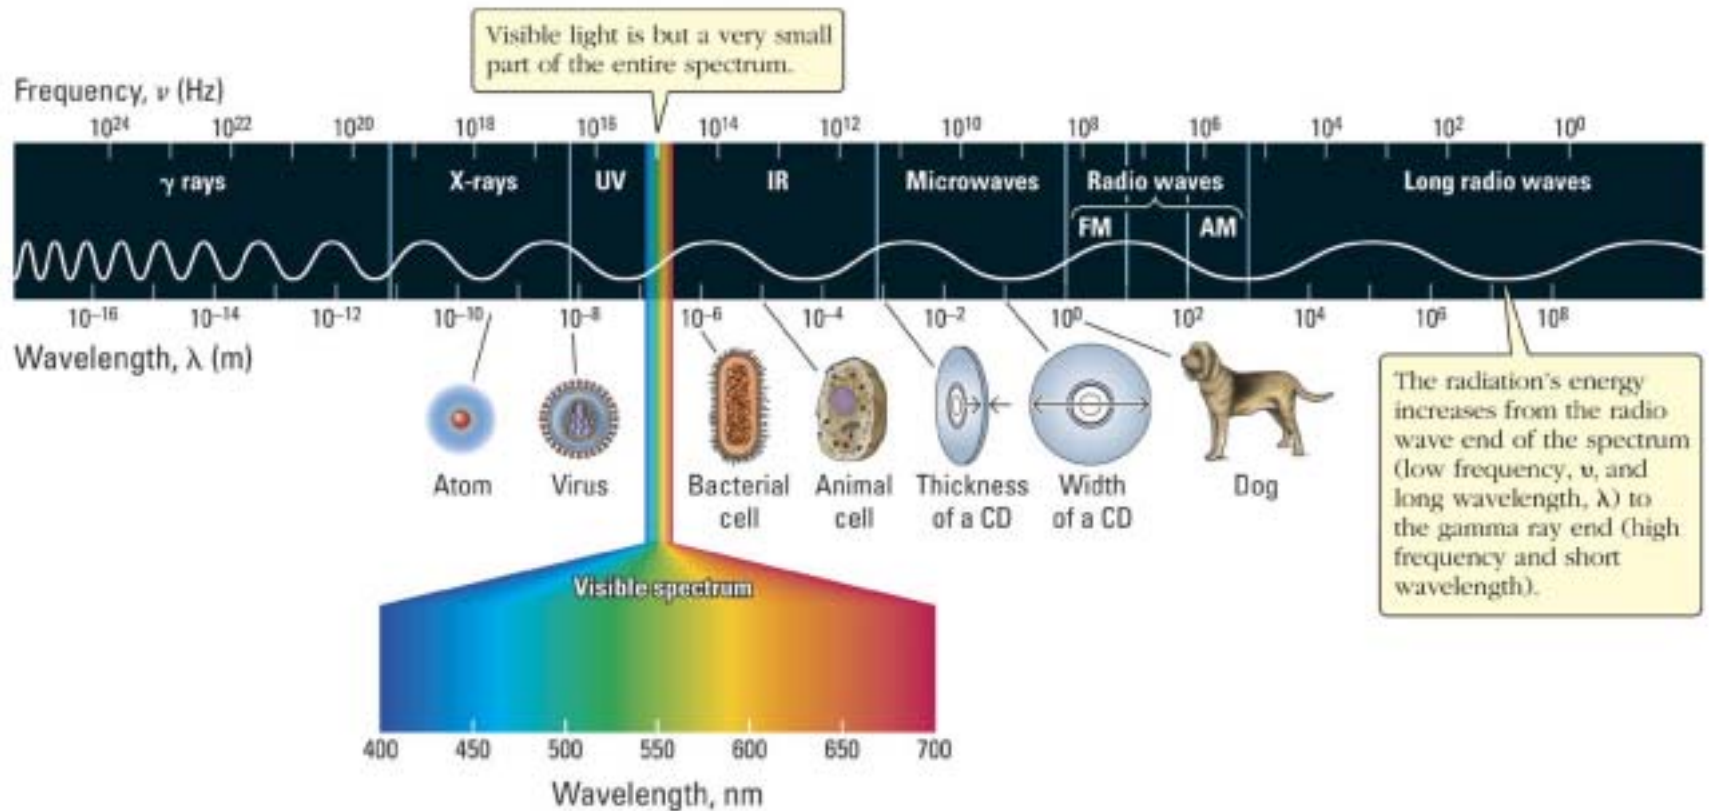 Visible light is but a very small
part of the entire spectrum.
Frequency, ν (Hz)
10²⁴ 10²² 10²⁰ 10¹⁸ 10¹⁶ 10¹⁴ 10¹² 10¹⁰ 10⁸ 10⁶ 10⁴ 10² 10⁰
γ rays X-rays UV IR Microwaves Radio waves Long radio waves
FM AM
10⁻¹⁶ 10⁻¹⁴ 10⁻¹² 10⁻¹⁰ 10⁻⁸ 10⁻⁶ 10⁻⁴ 10⁻² 10⁰ 10² 10⁴ 10⁶ 10⁸
Wavelength, λ (m)
Atom Virus Bacterial Animal Thickness Width Dog
cell cell of a CD of a CD
The radiation's energy
increases from the radio
wave end of the spectrum
(low frequency, υ, and
long wavelength, λ) to
the gamma ray end (high
frequency and short
wavelength).
Visible spectrum
400 450 500 550 600 650 700
Wavelength, nm